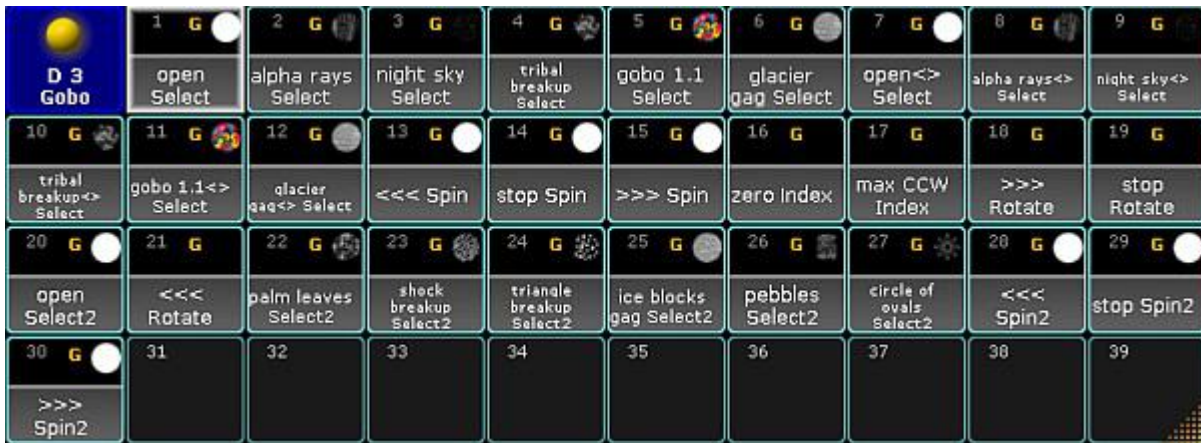 D 3
Gobo
1 G
open
Select
2 G
alpha rays
Select
3 G
night sky
Select
4 G
tribal
breakup
Select
5 G
gobo 1.1
Select
6 G
glacier
gag Select
7 G
open<>
Select
8 G
alpha rays<>
Select
9 G
night sky<>
Select
10 G
tribal
breakup<>
Select
11 G
gobo 1.1<>
Select
12 G
glacier
gag<> Select
13 G
<<< Spin
14 G
stop Spin
15 G
>>> Spin
16 G
zero Index
17 G
max CCW
Index
18 G
>>>
Rotate
19 G
stop
Rotate
20 G
open
Select2
21 G
<<<
Rotate
22 G
palm leaves
Select2
23 G
shock
breakup
Select2
24 G
triangle
breakup
Select2
25 G
ice blocks
gag Select2
26 G
pebbles
Select2
27 G
circle of
ovals
Select2
28 G
<<<
Spin2
29 G
stop Spin2
30 G
>>>
Spin2
31
32
33
34
35
36
37
38
39